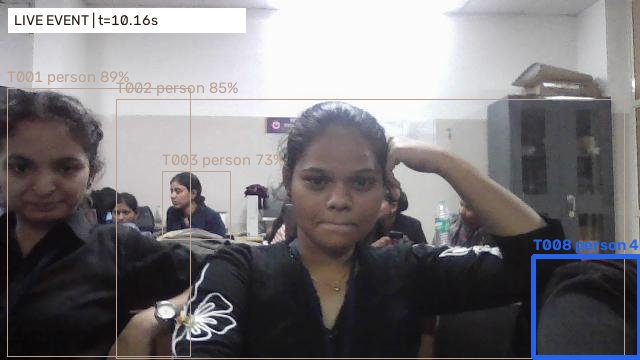 LIVE EVENT | t=10.16s
T001 person 89%
T002 person 85%
T003 person 73%
T008 person 4